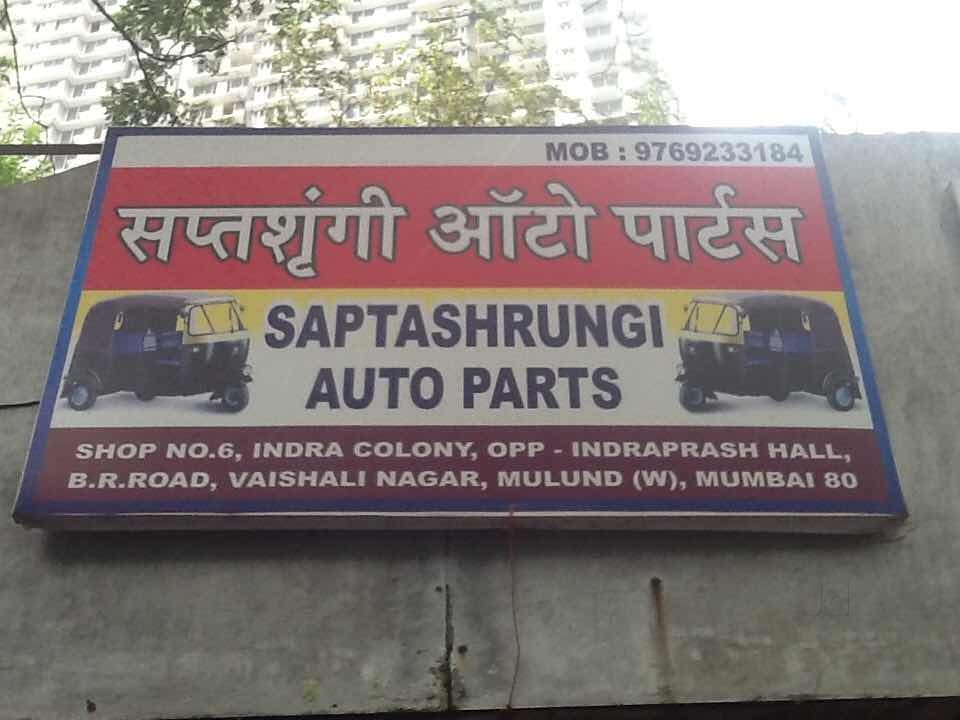 MOB : 9769233184
सप्तशृंगी ऑटो पार्टस
SAPTASHRUNGI
AUTO PARTS
SHOP NO.6, INDRA COLONY, OPP - INDRAPRASH HALL,
B.R.ROAD, VAISHALI NAGAR, MULUND (W), MUMBAI 80
Jd